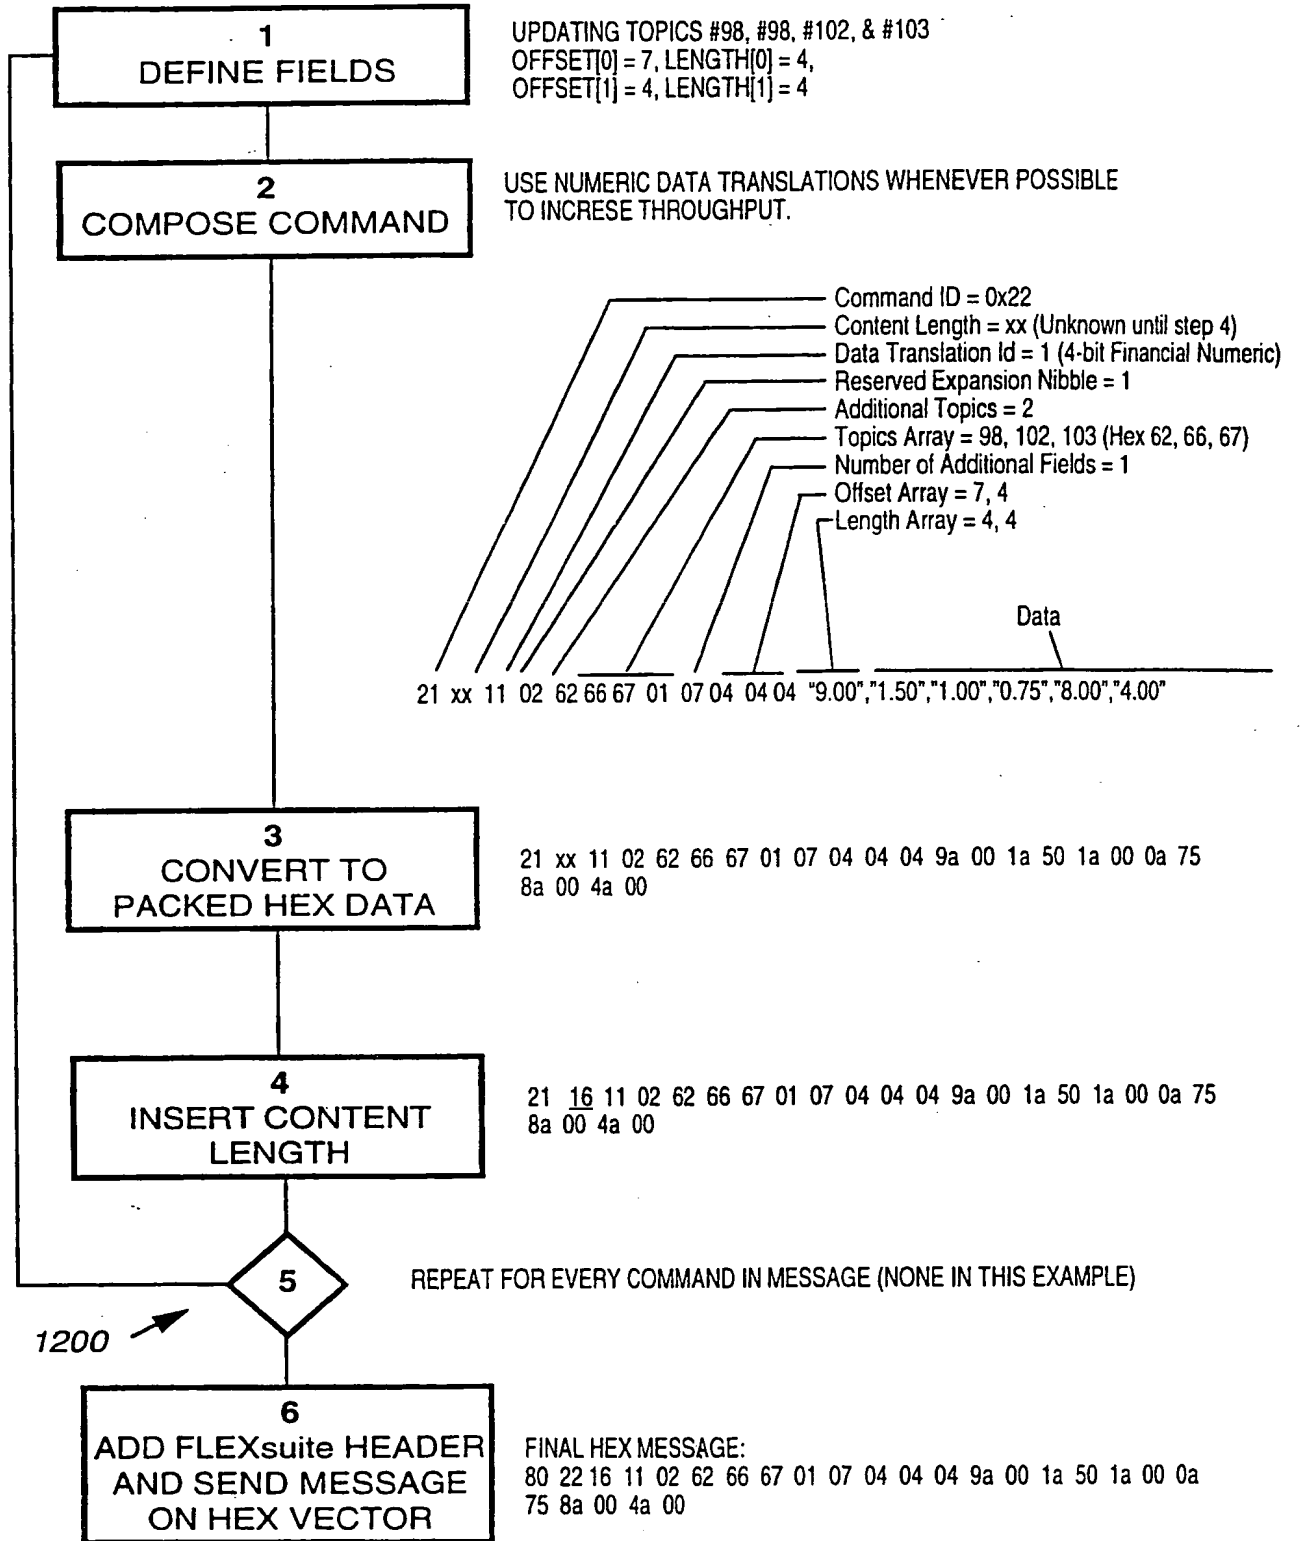 1
DEFINE FIELDS
UPDATING TOPICS #98, #98, #102, & #103
OFFSET[0] = 7, LENGTH[0] = 4,
OFFSET[1] = 4, LENGTH[1] = 4
2
COMPOSE COMMAND
USE NUMERIC DATA TRANSLATIONS WHENEVER POSSIBLE
TO INCRESE THROUGHPUT.
Command ID = 0x22
Content Length = xx (Unknown until step 4)
Data Translation Id = 1 (4-bit Financial Numeric)
Reserved Expansion Nibble = 1
Additional Topics = 2
Topics Array = 98, 102, 103 (Hex 62, 66, 67)
Number of Additional Fields = 1
Offset Array = 7, 4
Length Array = 4, 4
Data
21 xx 11 02 62 66 67 01 07 04 04 04 "9.00","1.50","1.00","0.75","8.00","4.00"
3
CONVERT TO
PACKED HEX DATA
21 xx 11 02 62 66 67 01 07 04 04 04 9a 00 1a 50 1a 00 0a 75
8a 00 4a 00
4
INSERT CONTENT
LENGTH
21 16 11 02 62 66 67 01 07 04 04 04 9a 00 1a 50 1a 00 0a 75
8a 00 4a 00
5
REPEAT FOR EVERY COMMAND IN MESSAGE (NONE IN THIS EXAMPLE)
1200
6
ADD FLEXsuite HEADER
AND SEND MESSAGE
ON HEX VECTOR
FINAL HEX MESSAGE:
80 22 16 11 02 62 66 67 01 07 04 04 04 9a 00 1a 50 1a 00 0a
75 8a 00 4a 00